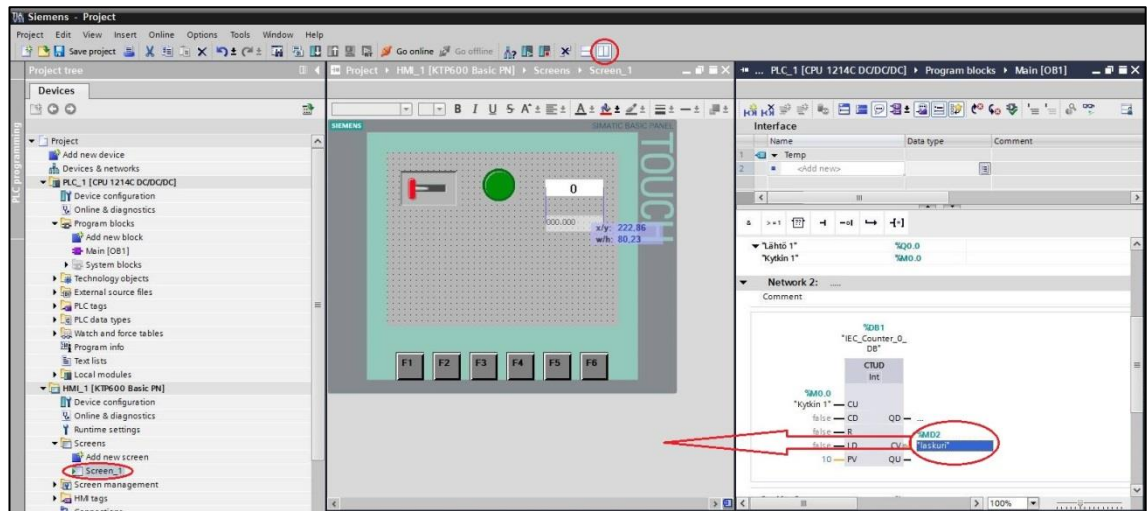 Siemens - Project
Project Edit View Insert Online Options Tools Window Help
Save project
Go online
Go offline
Project tree
Devices
PLC programming
Project
Add new device
Devices & networks
PLC_1 [CPU 1214C DC/DC/DC]
Device configuration
Online & diagnostics
Program blocks
Add new block
Main [OB1]
System blocks
Technology objects
External source files
PLC tags
PLC data types
Watch and force tables
Program info
Text lists
Local modules
HMI_1 [KTP600 Basic PN]
Device configuration
Online & diagnostics
Runtime settings
Screens
Add new screen
Screen_1
Screen management
HMI tags
Project HMI_1 [KTP600 Basic PN] Screens Screen_1
B I U S A
SIEMENS
SIMATIC BASIC PANEL
TOUCH
0
000.000
x/y: 222,86
w/h: 80,23
F1 F2 F3 F4 F5 F6
... PLC_1 [CPU 1214C DC/DC/DC] Program blocks Main [OB1]
Interface
Name Data type Comment
1 Temp
2 <Add new>
& >=1 ??
"Lähtö 1" %Q0.0
"Kytkin 1" %M0.0
Network 2: .....
Comment
%DB1
"IEC_Counter_0_
DB"
CTUD
Int
%M0.0
"Kytkin 1" CU
false CD QD ...
false R %MD2
false LD CV "laskuri"
10 PV QU
100%